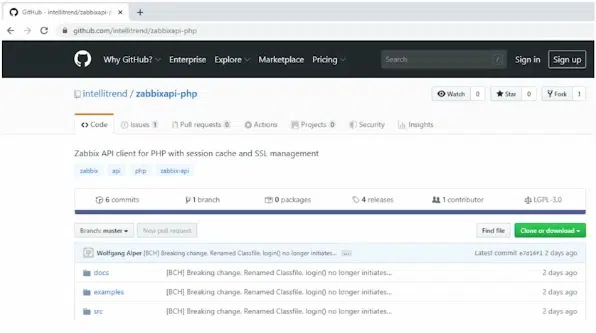 GitHub - intellitrend/zabbixapi-p
github.com/intellitrend/zabbixapi-php
Why GitHub? Enterprise Explore Marketplace Pricing Search / Sign in Sign up
intellitrend / zabbixapi-php Watch 0 Star 0 Fork 1
Code Issues 1 Pull requests 0 Actions Projects 0 Security Insights
Zabbix API client for PHP with session cache and SSL management
zabbix api php zabbix-api
6 commits 1 branch 0 packages 4 releases 1 contributor LGPL-3.0
Branch: master New pull request Find file Clone or download
Wolfgang Alper [BCH] Breaking change. Renamed Classfile. login() no longer initiates... Latest commit e7d14f1 2 days ago
docs [BCH] Breaking change. Renamed Classfile. login() no longer initiates... 2 days ago
examples [BCH] Breaking change. Renamed Classfile. login() no longer initiates... 2 days ago
src [BCH] Breaking change. Renamed Classfile. login() no longer initiates... 2 days ago